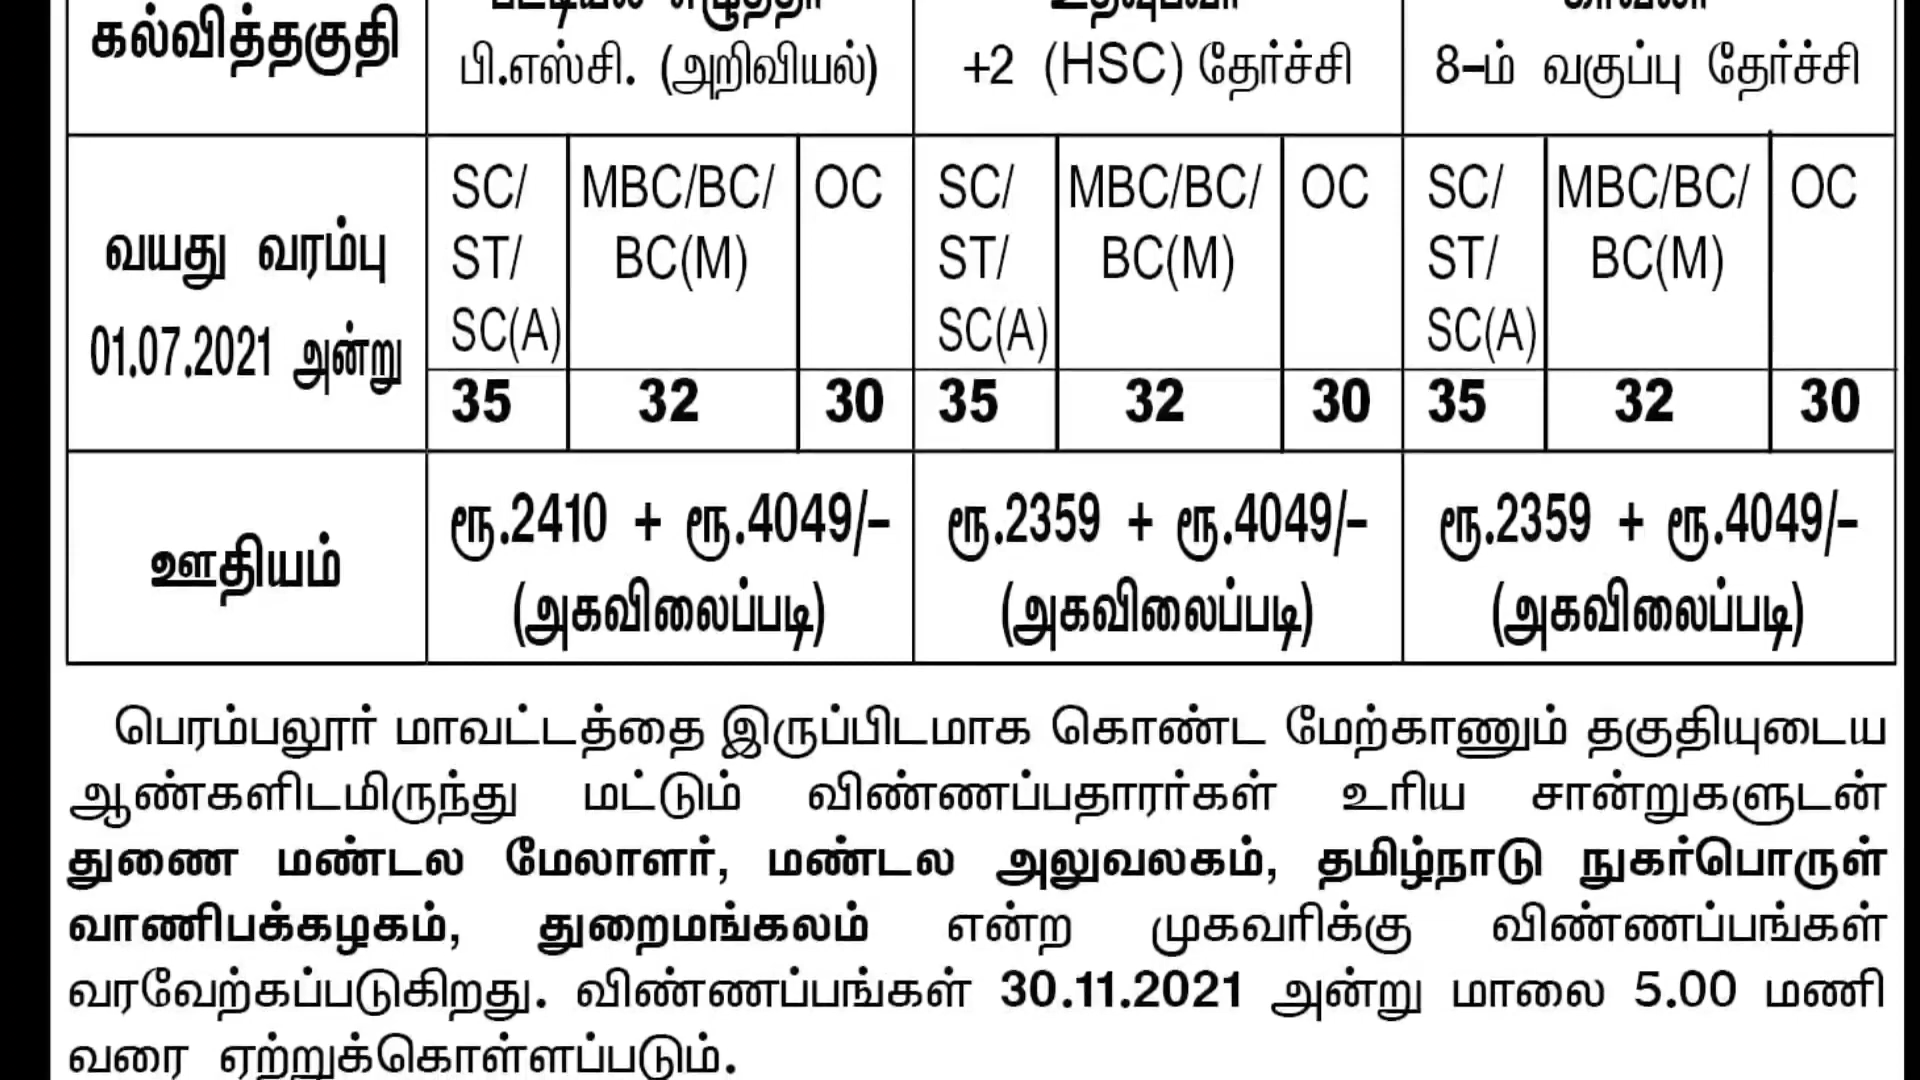 கல்வித்தகுதி
பி.எஸ்சி. (அறிவியல்)
+2 (HSC) தேர்ச்சி
8-ம் வகுப்பு தேர்ச்சி
வயது வரம்பு
01.07.2021 அன்று
SC/ MBC/BC/ OC SC/ MBC/BC/ OC SC/ MBC/BC/ OC
ST/ BC(M) ST/ BC(M) ST/ BC(M)
SC(A) SC(A) SC(A)
35 32 30 35 32 30 35 32 30
ஊதியம்
ரூ.2410 + ரூ.4049/- ரூ.2359 + ரூ.4049/- ரூ.2359 + ரூ.4049/-
(அகவிலைப்படி) (அகவிலைப்படி) (அகவிலைப்படி)
பெரம்பலூர் மாவட்டத்தை இருப்பிடமாக கொண்ட மேற்காணும் தகுதியுடைய
ஆண்களிடமிருந்து மட்டும் விண்ணப்பதாரர்கள் உரிய சான்றுகளுடன்
துணை மண்டல மேலாளர், மண்டல அலுவலகம், தமிழ்நாடு நுகர்பொருள்
வாணிபக்கழகம், துறைமங்கலம் என்ற முகவரிக்கு விண்ணப்பங்கள்
வரவேற்கப்படுகிறது. விண்ணப்பங்கள் 30.11.2021 அன்று மாலை 5.00 மணி
வரை ஏற்றுக்கொள்ளப்படும்.